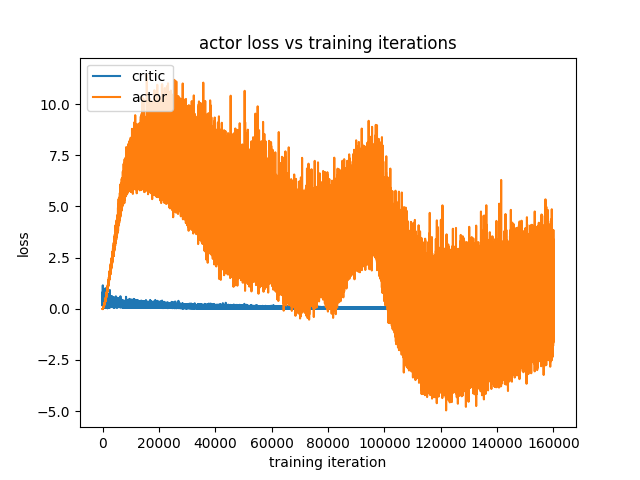 actor loss vs training iterations
critic
actor
10.0
7.5
5.0
2.5
0.0
−2.5
−5.0
loss
0 20000 40000 60000 80000 100000 120000 140000 160000
training iteration